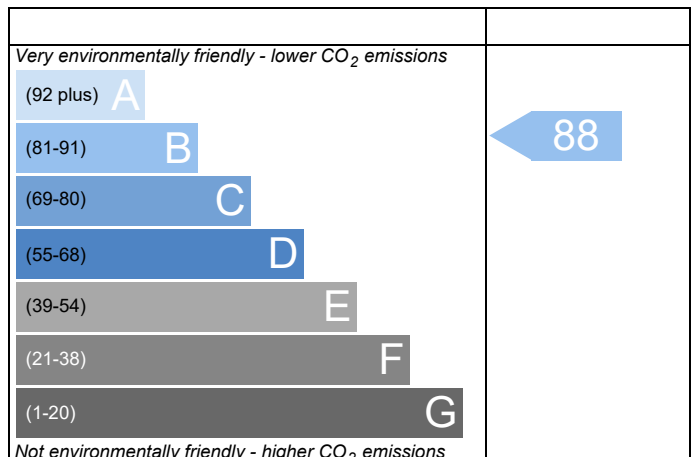 Very environmentally friendly - lower CO2 emissions
(92 plus) A
(81-91) B
88
(69-80) C
(55-68) D
(39-54) E
(21-38) F
(1-20) G
Not environmentally friendly - higher CO2 emissions